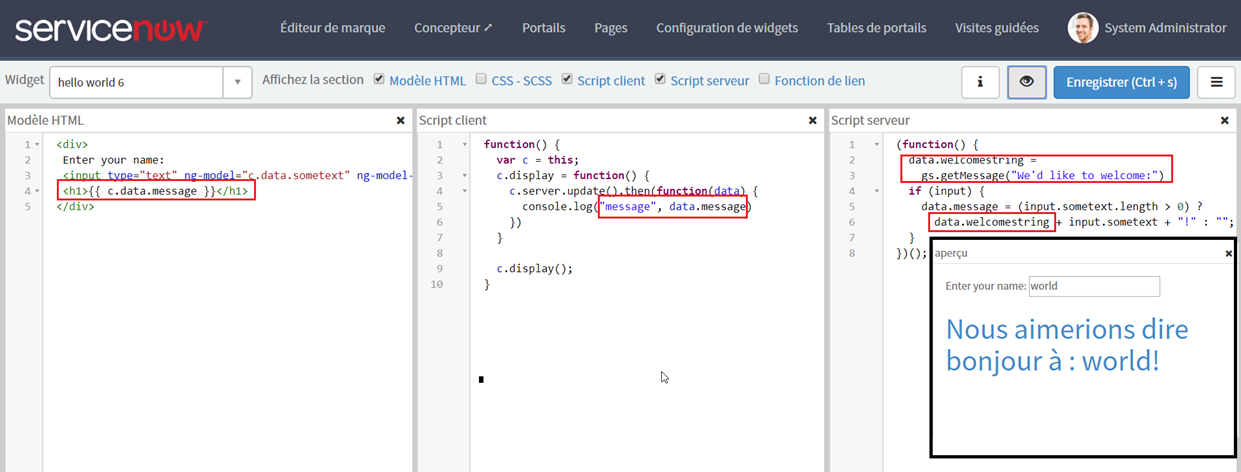 servicenow Éditeur de marque Concepteur Portails Pages Configuration de widgets Tables de portails Visites guidées System Administrator
Widget hello world 6 Affichez la section Modèle HTML CSS - SCSS Script client Script serveur Fonction de lien i Enregistrer (Ctrl + s)
Modèle HTML
1 <div>
2 Enter your name:
3 <input type="text" ng-model="c.data.sometext" ng-model-
4 <h1>{{ c.data.message }}</h1>
5 </div>
Script client
1 function() {
2 var c = this;
3 c.display = function() {
4 c.server.update().then(function(data) {
5 console.log("message", data.message)
6 })
7 }
8
9 c.display();
10 }
Script serveur
1 (function() {
2 data.welcomestring =
3 gs.getMessage("We'd like to welcome:")
4 if (input) {
5 data.message = (input.sometext.length > 0) ?
6 data.welcomestring + input.sometext + "!" : "";
7 }
8 })();
aperçu
Enter your name: world
Nous aimerions dire
bonjour à : world!